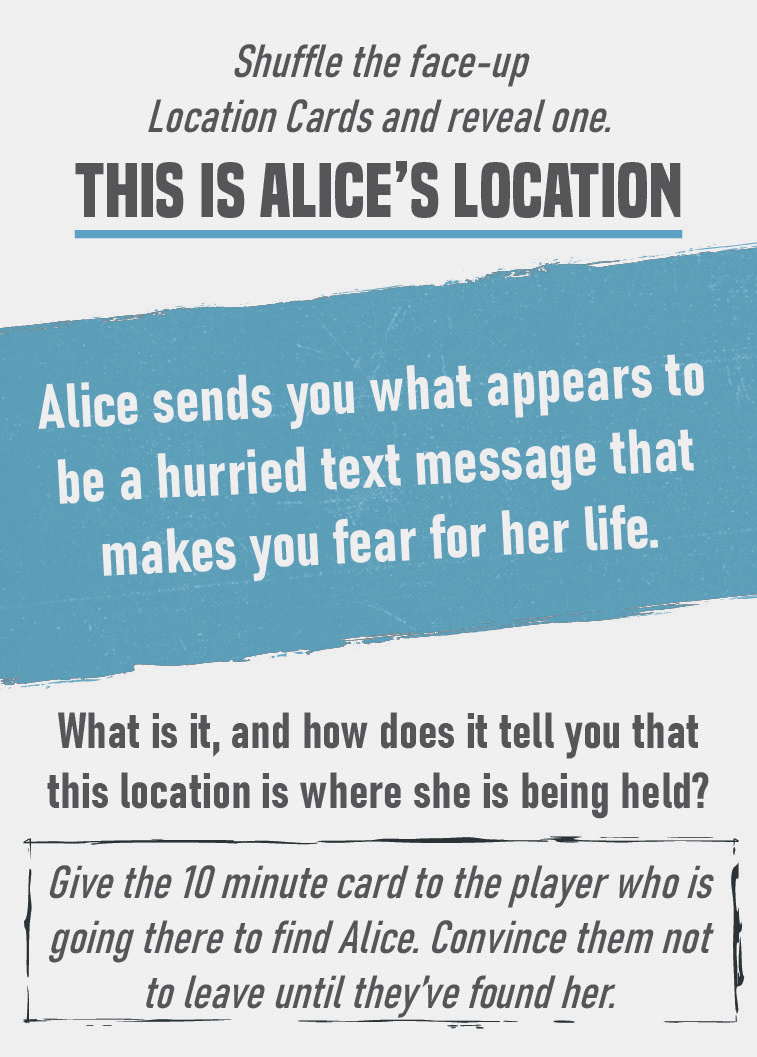 Shuffle the face-up
Location Cards and reveal one.
THIS IS ALICE’S LOCATION
Alice sends you what appears to
be a hurried text message that
makes you fear for her life.
What is it, and how does it tell you that
this location is where she is being held?
Give the 10 minute card to the player who is
going there to find Alice. Convince them not
to leave until they’ve found her.